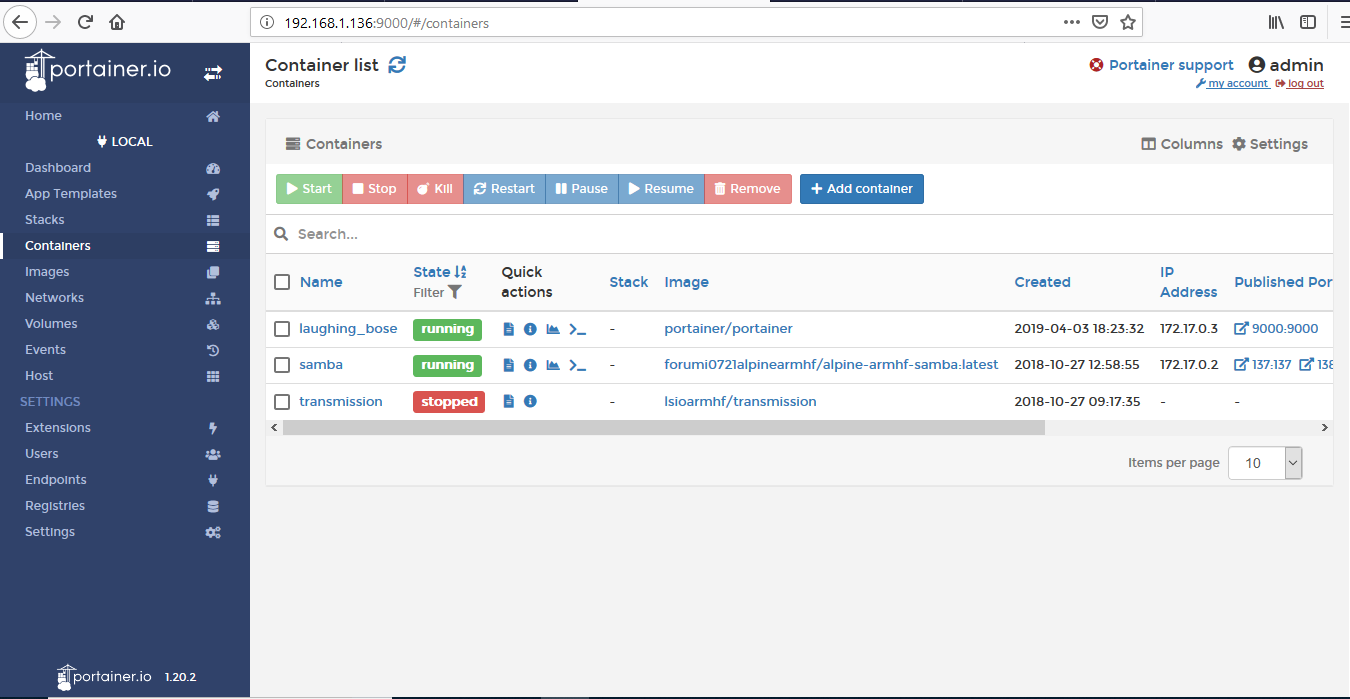 192.168.1.136:9000/#/containers
portainer.io
Home
LOCAL
Dashboard
App Templates
Stacks
Containers
Images
Networks
Volumes
Events
Host
SETTINGS
Extensions
Users
Endpoints
Registries
Settings
portainer.io 1.20.2
Container list
Containers
Portainer support admin
my account log out
Containers Columns Settings
Start Stop Kill Restart Pause Resume Remove Add container
Search...
Name State Filter Quick actions Stack Image Created IP Address Published Por
laughing_bose running - portainer/portainer 2019-04-03 18:23:32 172.17.0.3 9000:9000
samba running - forumi0721alpinearmhf/alpine-armhf-samba:latest 2018-10-27 12:58:55 172.17.0.2 137:137 138
transmission stopped - lsioarmhf/transmission 2018-10-27 09:17:35 - -
Items per page 10